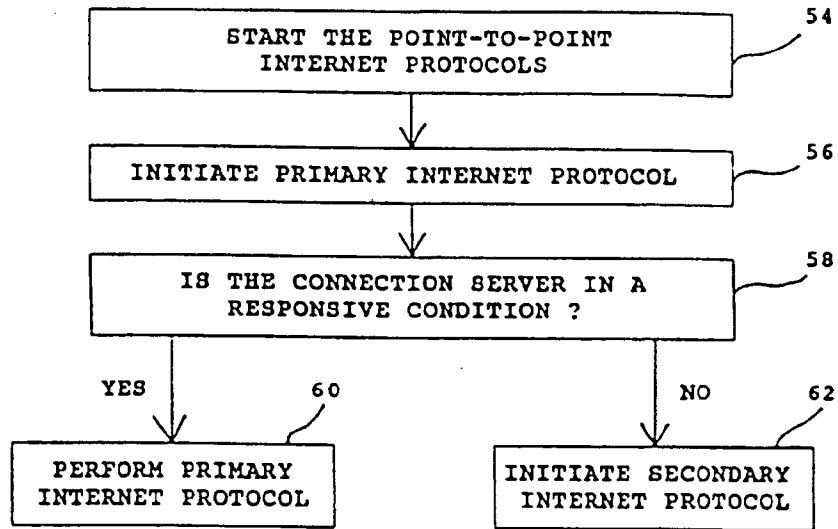 54
START THE POINT-TO-POINT
INTERNET PROTOCOLS
56
INITIATE PRIMARY INTERNET PROTOCOL
58
IS THE CONNECTION SERVER IN A
RESPONSIVE CONDITION ?
YES
60
NO
62
PERFORM PRIMARY
INTERNET PROTOCOL
INITIATE SECONDARY
INTERNET PROTOCOL